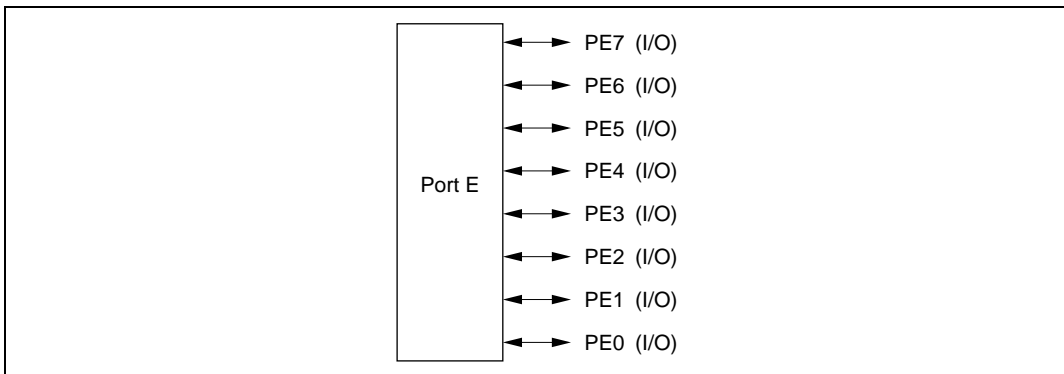 Port E
PE7 (I/O)
PE6 (I/O)
PE5 (I/O)
PE4 (I/O)
PE3 (I/O)
PE2 (I/O)
PE1 (I/O)
PE0 (I/O)